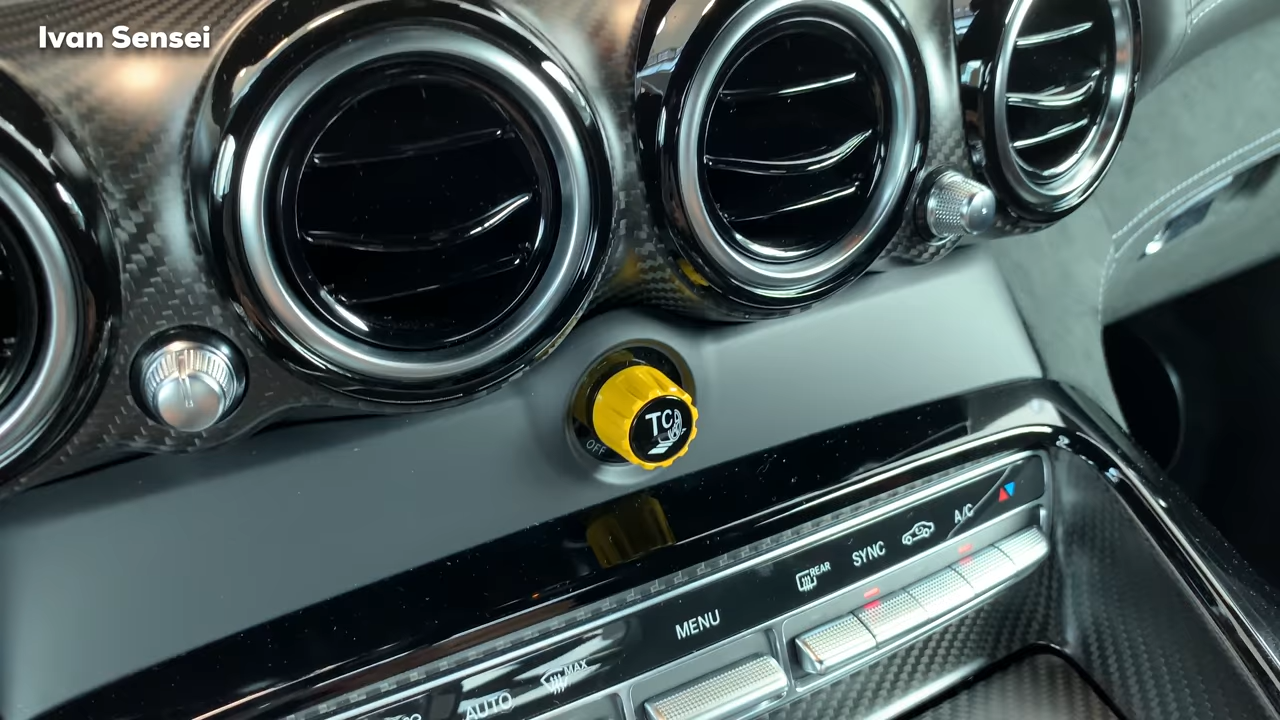 Ivan Sensei
TC
OFF
REAR
SYNC
A/C
MENU
MAX
AUTO